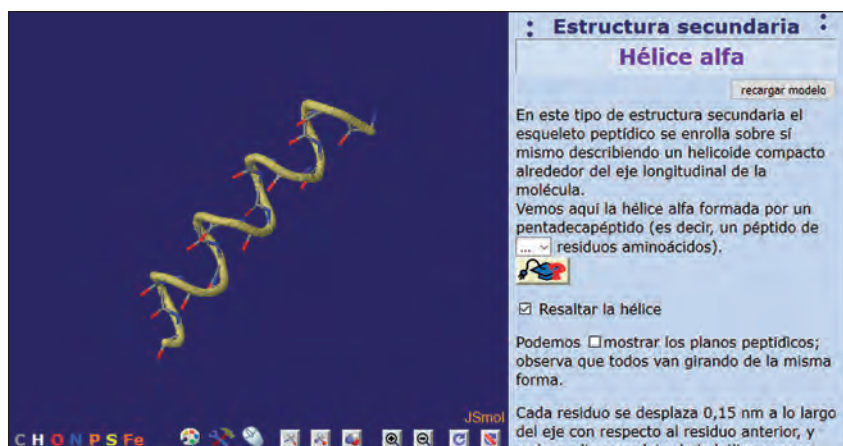 Estructura secundaria
Hélice alfa
recargar modelo
En este tipo de estructura secundaria el
esqueleto peptídico se enrolla sobre sí
mismo describiendo un helicoide compacto
alrededor del eje longitudinal de la
molécula.
Vemos aquí la hélice alfa formada por un
pentadecapéptido (es decir, un péptido de
... residuos aminoácidos).
Resaltar la hélice
Podemos mostrar los planos peptídicos;
observa que todos van girando de la misma
forma.
Cada residuo se desplaza 0,15 nm a lo largo
del eje con respecto al residuo anterior, y
JSmol
C H O N P S Fe